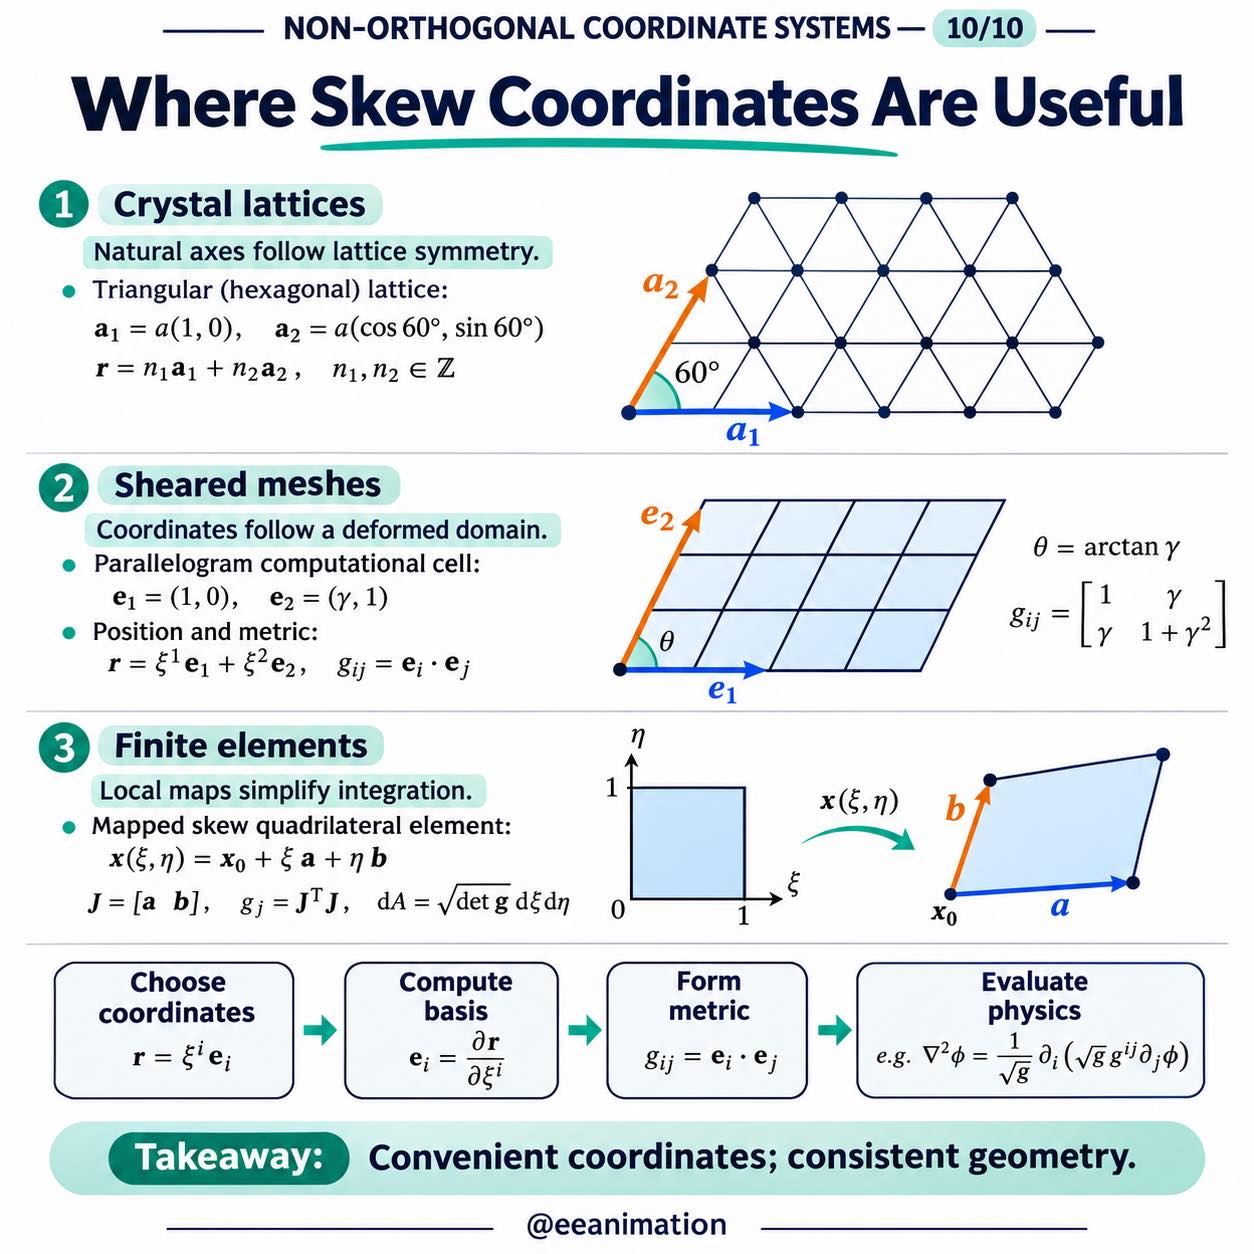 NON-ORTHOGONAL COORDINATE SYSTEMS — 10/10
Where Skew Coordinates Are Useful
1 Crystal lattices
Natural axes follow lattice symmetry.
• Triangular (hexagonal) lattice:
a₁ = a(1, 0), a₂ = a(cos 60°, sin 60°)
r = n₁a₁ + n₂a₂ , n₁, n₂ ∈ ℤ
a₂
60°
a₁
2 Sheared meshes
Coordinates follow a deformed domain.
• Parallelogram computational cell:
e₁ = (1, 0), e₂ = (γ, 1)
• Position and metric:
r = ξ¹e₁ + ξ²e₂, gᵢⱼ = eᵢ · eⱼ
e₂
θ
e₁
θ = arctan γ
gᵢⱼ = [1 γ
γ 1 + γ²]
3 Finite elements
Local maps simplify integration.
• Mapped skew quadrilateral element:
x(ξ, η) = x₀ + ξ a + η b
J = [a b], gⱼ = JᵀJ, dA = √det g dξdη
η
1
0
1
ξ
x(ξ, η)
b
x₀
a
Choose
coordinates
r = ξⁱeᵢ
Compute
basis
eᵢ = ∂r/∂ξⁱ
Form
metric
gᵢⱼ = eᵢ · eⱼ
Evaluate
physics
e.g. ∇²ϕ = 1/√g ∂ᵢ(√g gⁱʲ∂ⱼϕ)
Takeaway: Convenient coordinates; consistent geometry.
@eeanimation